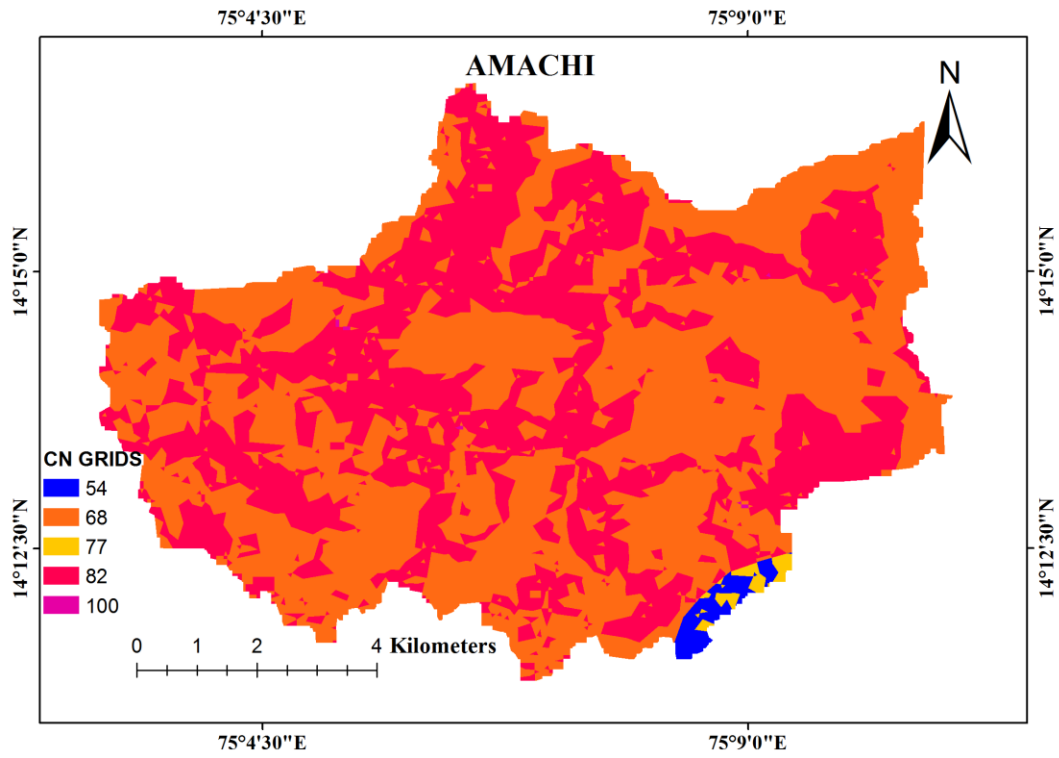 75°4'30"E 75°9'0"E
AMACHI
N
14°15'0"N 14°15'0"N
CN GRIDS
54
68
77
82
100
14°12'30"N 14°12'30"N
0 1 2 4 Kilometers
75°4'30"E 75°9'0"E